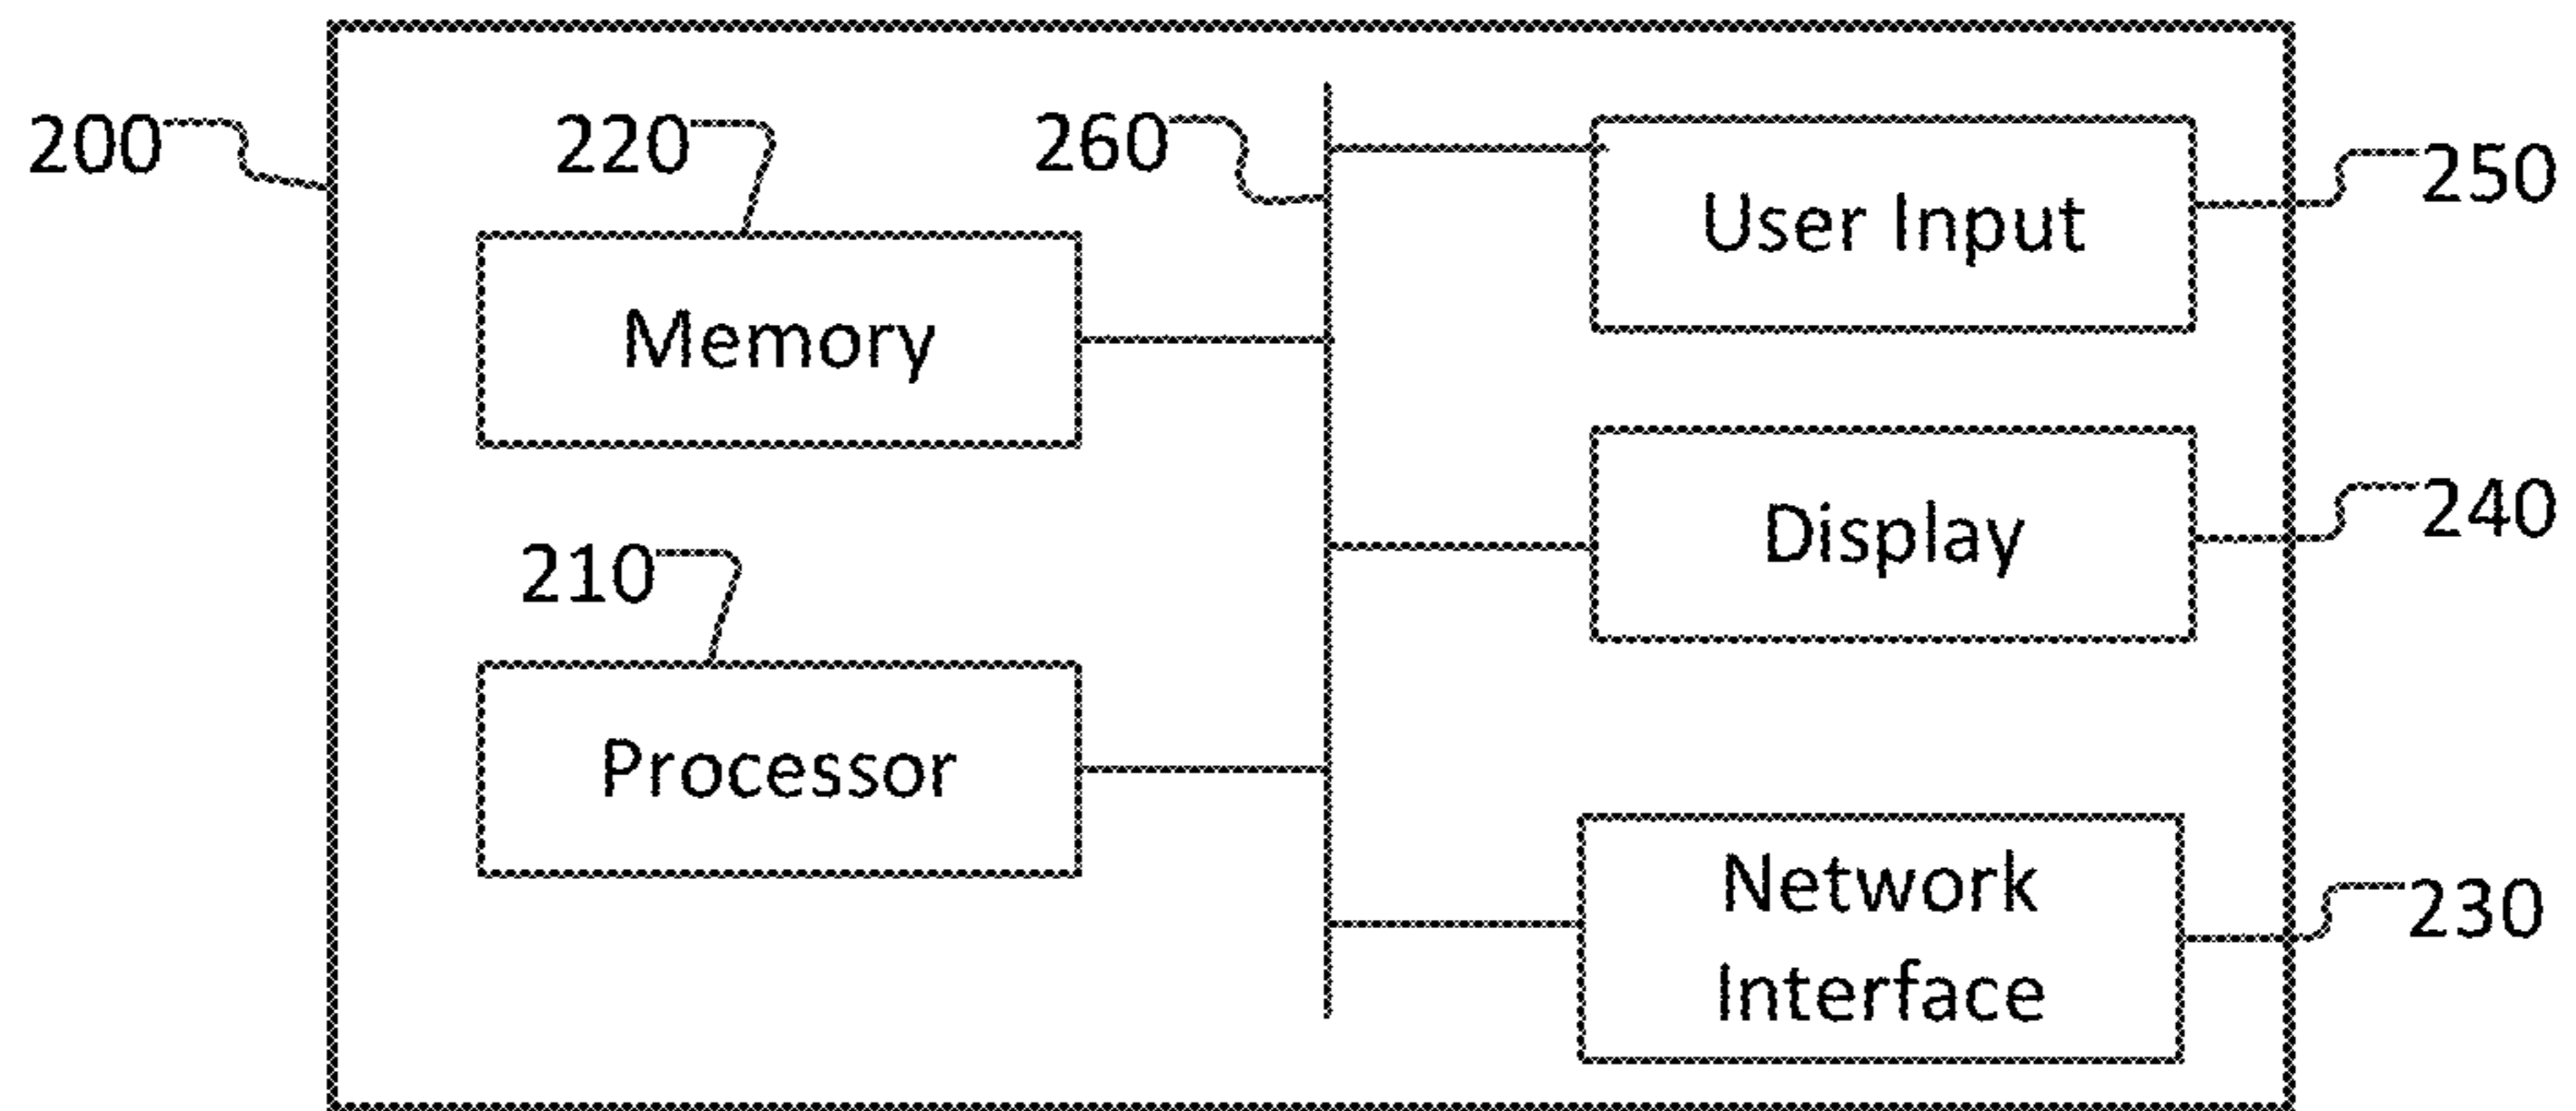 200
220
260
User Input
250
Memory
Display
240
210
Processor
Network
Interface
230